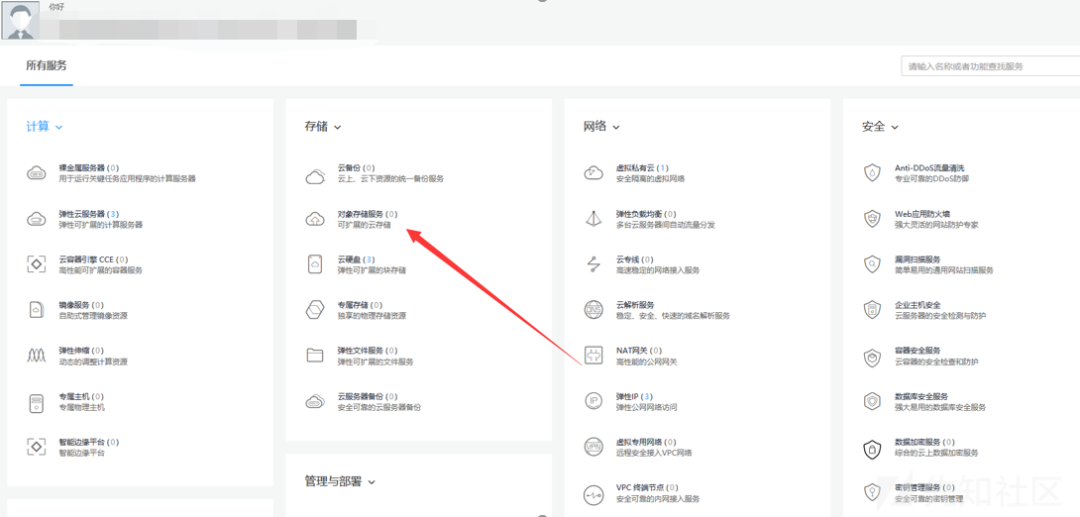 你好
所有服务
请输入名称或者功能查找服务
计算
裸金属服务器 (0)
用于运行关键任务应用程序的计算服务器
弹性云服务器 (3)
弹性可扩展的计算服务器
云容器引擎 CCE (0)
高性能可扩展的容器服务
镜像服务 (0)
自助式管理镜像资源
弹性伸缩 (0)
动态的调整计算资源
专属主机 (0)
专属物理主机
智能边缘平台 (0)
智能边缘平台
存储
云备份 (0)
云上、云下资源的统一备份服务
对象存储服务 (0)
可扩展的云存储
云硬盘 (3)
弹性可扩展的块存储
专属存储 (0)
独享的物理存储资源
弹性文件服务 (0)
弹性可扩展的文件服务
云服务器备份 (0)
安全可靠的云服务器备份
管理与部署
网络
虚拟私有云 (1)
安全隔离的虚拟网络
弹性负载均衡 (0)
多台云服务器间自动流量分发
云专线 (0)
高速稳定的网络接入服务
云解析服务
稳定、安全、快速的域名解析服务
NAT网关 (0)
高性能的公网网关
弹性IP (3)
弹性公网网络访问
虚拟专用网络 (0)
远程安全接入VPC网络
VPC 终端节点 (0)
安全可靠的内网接入服务
安全
Anti-DDoS流量清洗
专业可靠的DDoS防御
Web应用防火墙
强大灵活的网站防护专家
漏洞扫描服务
简单易用的通用网站扫描服务
企业主机安全
云服务器的安全检测与防护
容器安全服务
云容器的安全检查和防护
数据库安全服务
强大易用的数据库安全服务
数据加密服务 (0)
综合的云上数据加密服务
密钥管理服务 (0)
安全可靠的密钥管理
先知社区